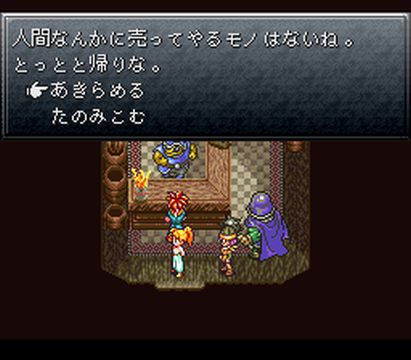 人間なんかに売ってやるモノはないね。
とっとと帰りな。
あきらめる
たのみこむ